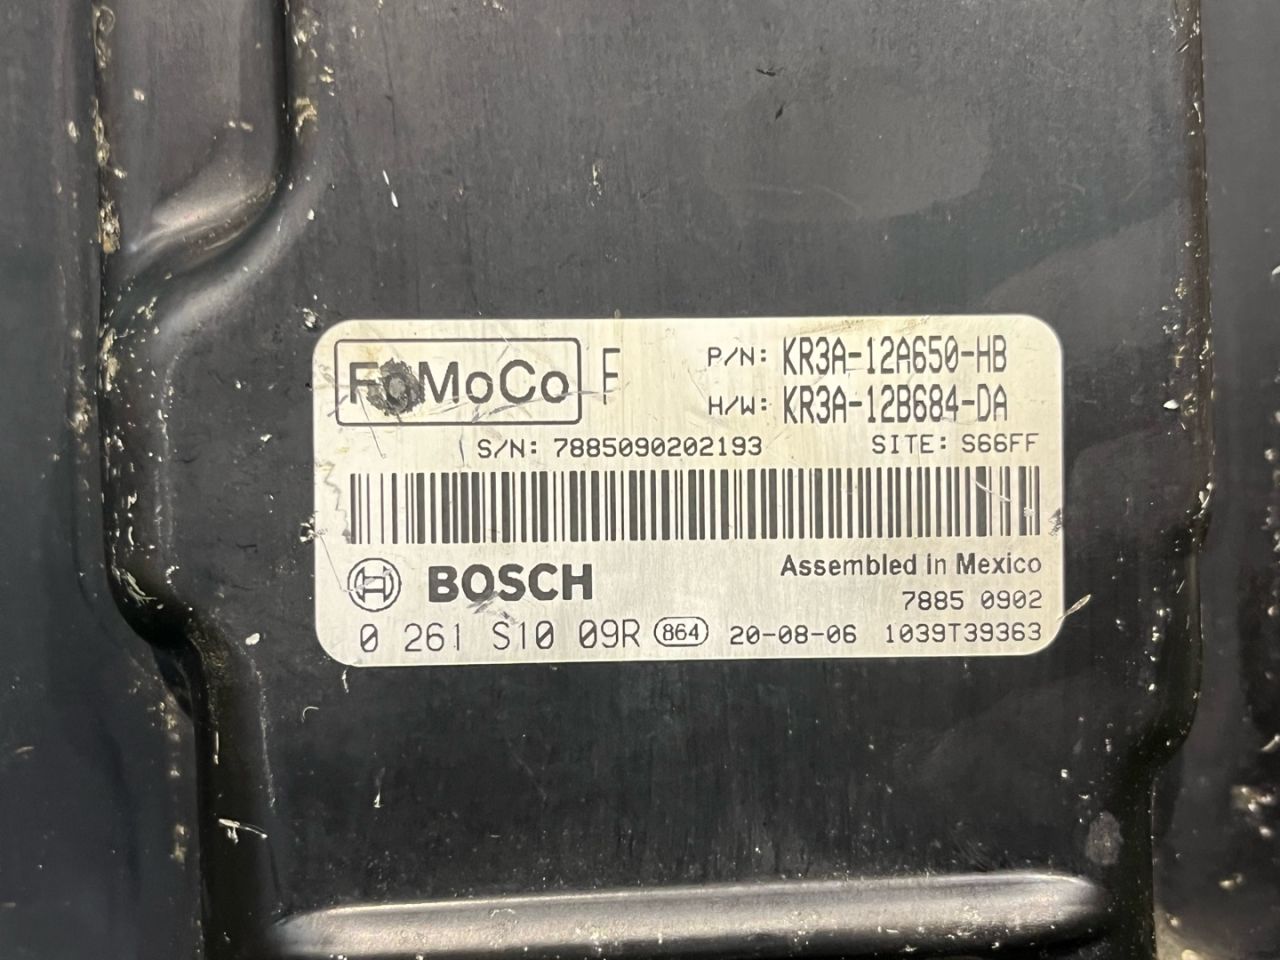 FoMoCo F P/N: KR3A-12A650-HB
H/W: KR3A-12B684-DA
S/N: 7885090202193 SITE: S66FF
BOSCH Assembled in Mexico
7885 0902
0 261 S10 09R 864 20-08-06 1039T39363